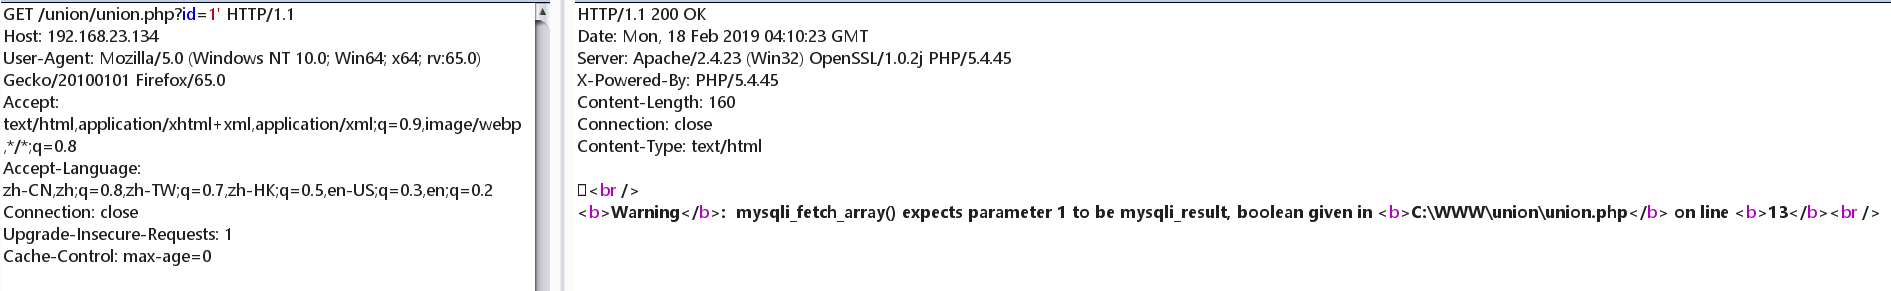 GET /union/union.php?id=1' HTTP/1.1
Host: 192.168.23.134
User-Agent: Mozilla/5.0 (Windows NT 10.0; Win64; x64; rv:65.0)
Gecko/20100101 Firefox/65.0
Accept:
text/html,application/xhtml+xml,application/xml;q=0.9,image/webp
,*/*;q=0.8
Accept-Language:
zh-CN,zh;q=0.8,zh-TW;q=0.7,zh-HK;q=0.5,en-US;q=0.3,en;q=0.2
Connection: close
Upgrade-Insecure-Requests: 1
Cache-Control: max-age=0
HTTP/1.1 200 OK
Date: Mon, 18 Feb 2019 04:10:23 GMT
Server: Apache/2.4.23 (Win32) OpenSSL/1.0.2j PHP/5.4.45
X-Powered-By: PHP/5.4.45
Content-Length: 160
Connection: close
Content-Type: text/html
<br />
<b>Warning</b>:  mysqli_fetch_array() expects parameter 1 to be mysqli_result, boolean given in <b>C:\WWW\union\union.php</b> on line <b>13</b><br />